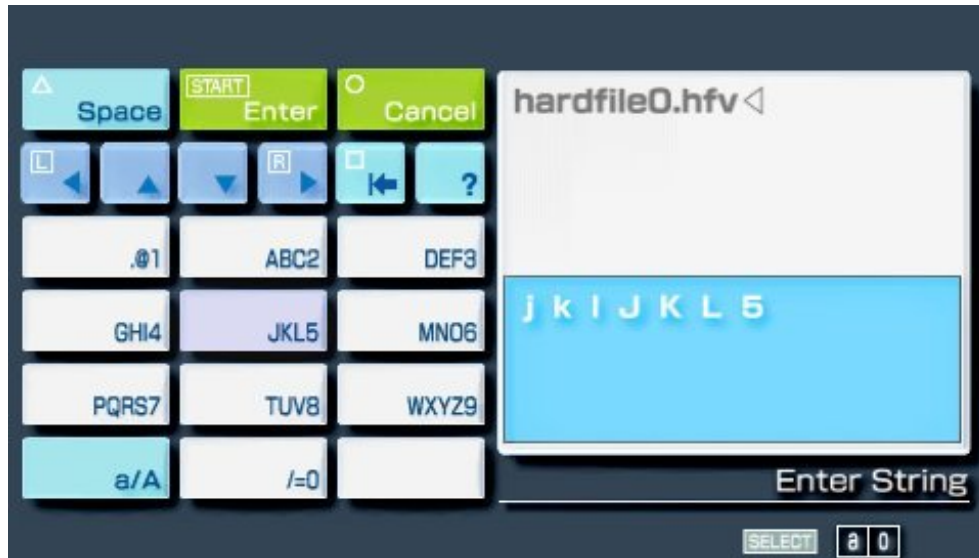 △ Space START Enter ○ Cancel
L ◀ ▲ ▼ R ▶ □ ?
.@1 ABC2 DEF3
GHI4 JKL5 MNO6
PQRS7 TUV8 WXYZ9
a/A /=0
hardfile0.hfv
j k l J K L 5
Enter String
SELECT a 0